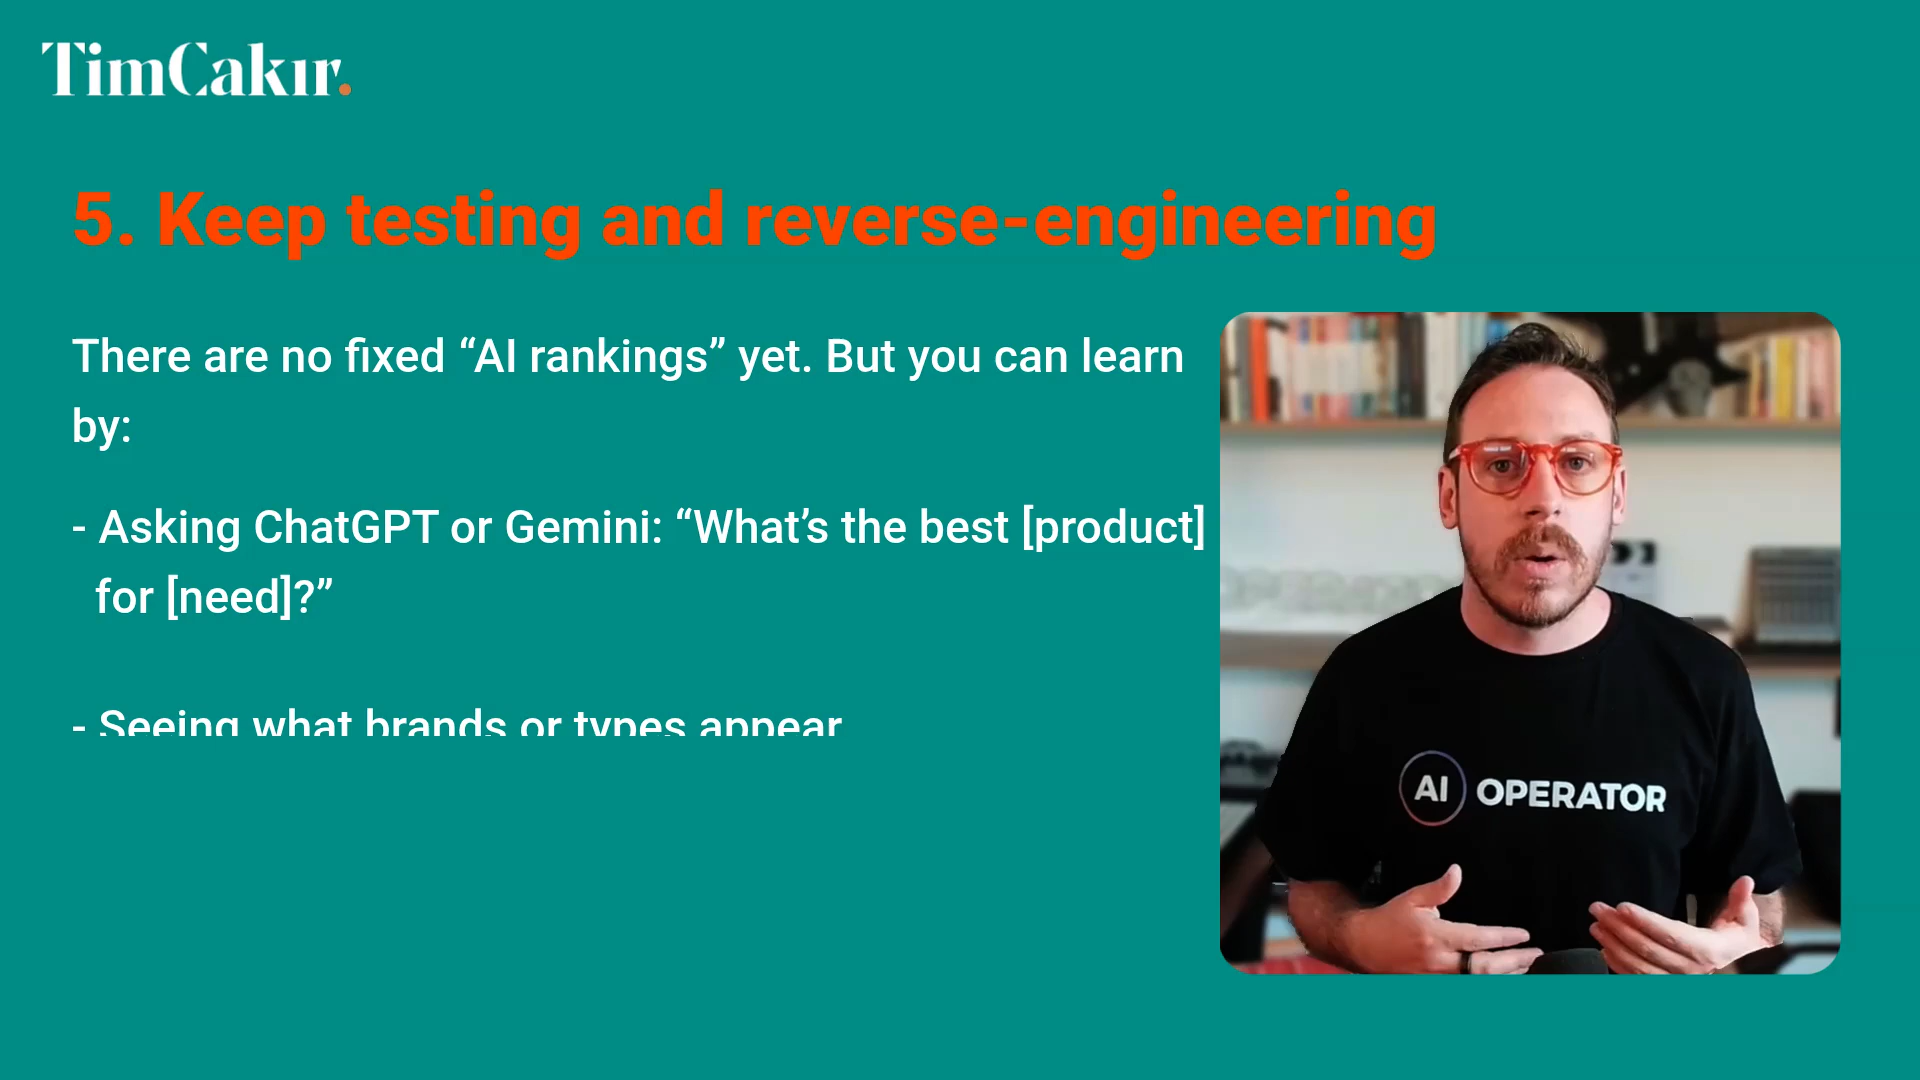 TimCakır.
5. Keep testing and reverse-engineering
There are no fixed “AI rankings” yet. But you can learn
by:
- Asking ChatGPT or Gemini: “What’s the best [product]
for [need]?”
- Seeing what brands or types appear
AI OPERATOR